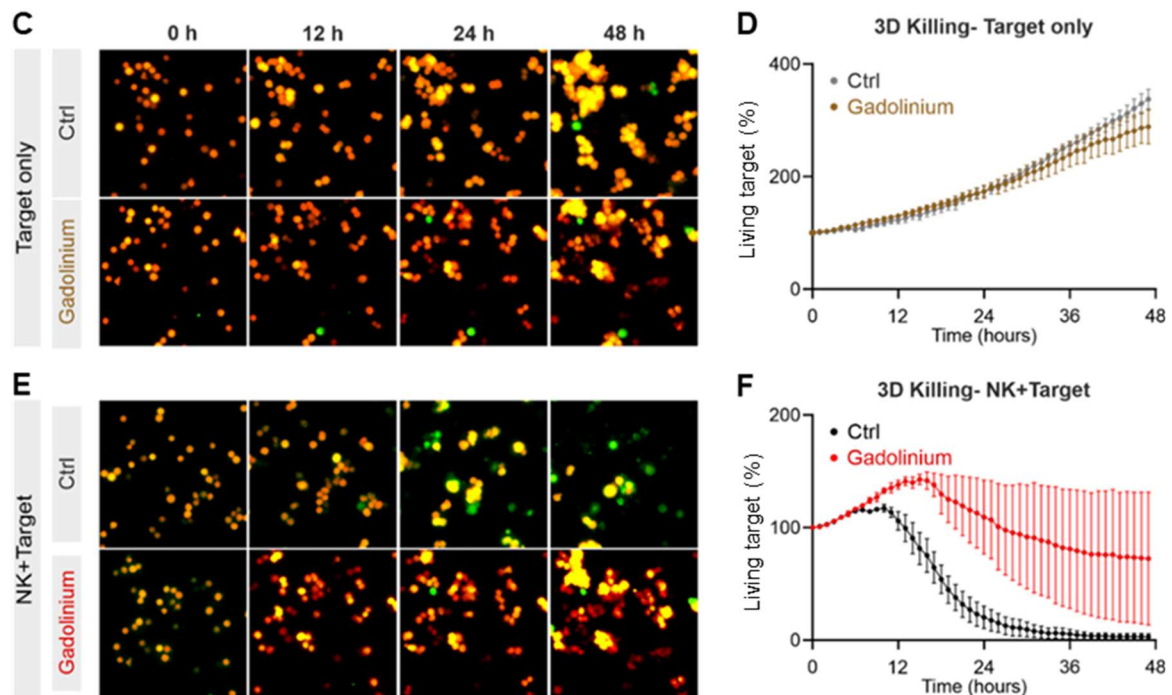 C
0 h 12 h 24 h 48 h
Target only
Ctrl
Gadolinium
D
3D Killing- Target only
Ctrl
Gadolinium
Living target (%)
400
200
0
0 12 24 36 48
Time (hours)
E
NK+Target
Ctrl
Gadolinium
F
3D Killing- NK+Target
Ctrl
Gadolinium
Living target (%)
200
100
0
0 12 24 36 48
Time (hours)